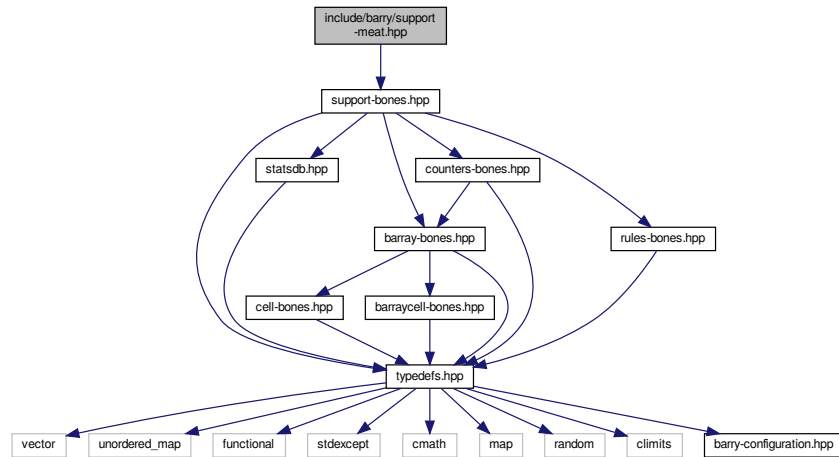 include/barry/support
-meat.hpp
support-bones.hpp
statsdb.hpp
counters-bones.hpp
barray-bones.hpp
rules-bones.hpp
cell-bones.hpp
barraycell-bones.hpp
typedefs.hpp
vector
unordered_map
functional
stdexcept
cmath
map
random
climits
barry-configuration.hpp